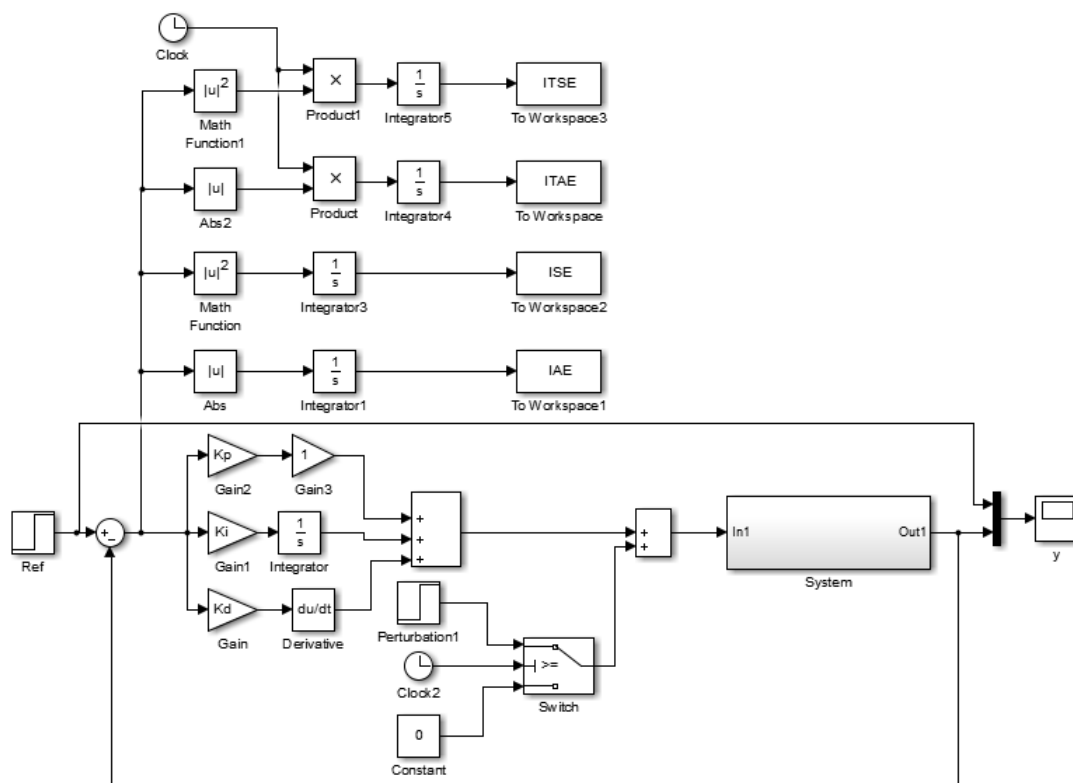 Clock
|u|²
Math
Function1
×
Product1
1
s
Integrator5
ITSE
To Workspace3
|u|
Abs2
×
Product
1
s
Integrator4
ITAE
To Workspace
|u|²
Math
Function
1
s
Integrator3
ISE
To Workspace2
|u|
Abs
1
s
Integrator1
IAE
To Workspace1
Kp
Gain2
1
Gain3
Ref
+
−
Ki
Gain1
1
s
Integrator
Kd
Gain
du/dt
Derivative
+
+
+
Perturbation1
Clock2
>=
Switch
0
Constant
+
+
In1
Out1
System
y